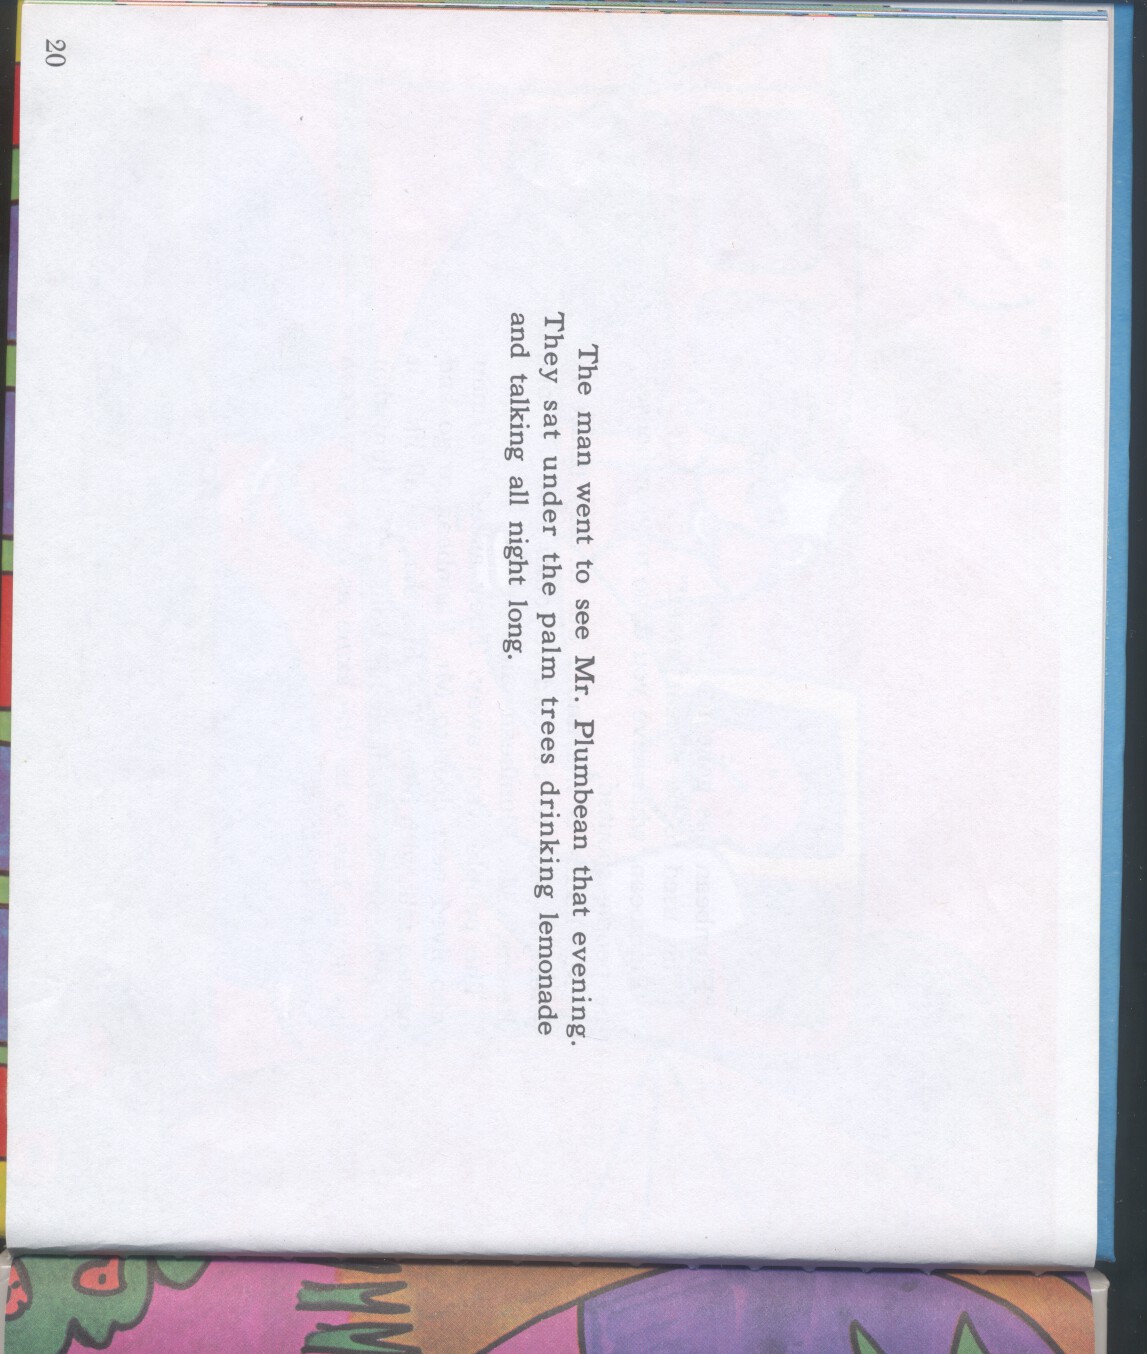 The man went to see Mr. Plumbean that evening.
They sat under the palm trees drinking lemonade
and talking all night long.
20